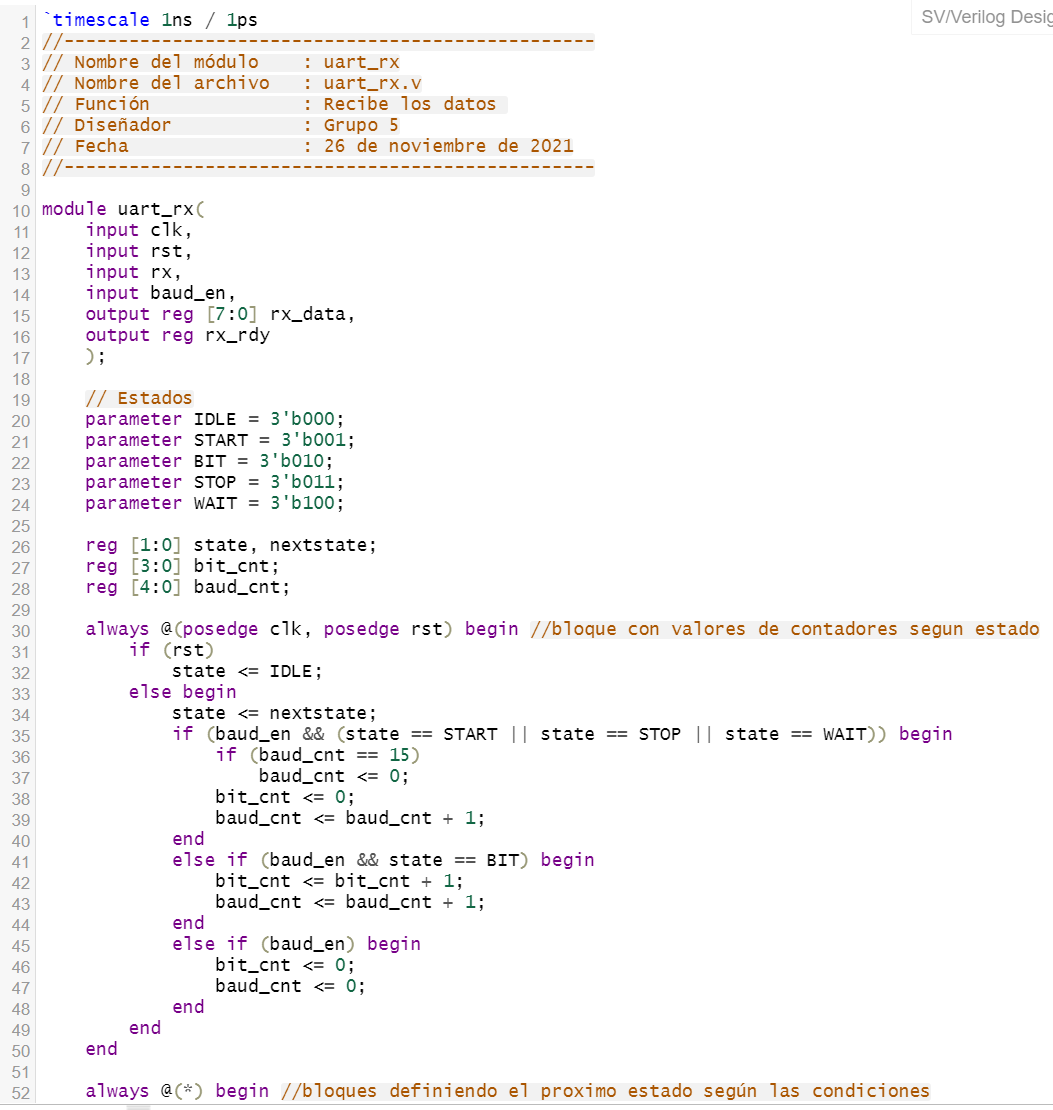 SV/Verilog Desig
1 `timescale 1ns / 1ps
2 //-------------------------------------------------
3 // Nombre del módulo    : uart_rx
4 // Nombre del archivo   : uart_rx.v
5 // Función              : Recibe los datos
6 // Diseñador            : Grupo 5
7 // Fecha                : 26 de noviembre de 2021
8 //-------------------------------------------------
9
10 module uart_rx(
11     input clk,
12     input rst,
13     input rx,
14     input baud_en,
15     output reg [7:0] rx_data,
16     output reg rx_rdy
17     );
18
19     // Estados
20     parameter IDLE = 3'b000;
21     parameter START = 3'b001;
22     parameter BIT = 3'b010;
23     parameter STOP = 3'b011;
24     parameter WAIT = 3'b100;
25
26     reg [1:0] state, nextstate;
27     reg [3:0] bit_cnt;
28     reg [4:0] baud_cnt;
29
30     always @(posedge clk, posedge rst) begin //bloque con valores de contadores segun estado
31         if (rst)
32             state <= IDLE;
33         else begin
34             state <= nextstate;
35             if (baud_en && (state == START || state == STOP || state == WAIT)) begin
36                 if (baud_cnt == 15)
37                     baud_cnt <= 0;
38                 bit_cnt <= 0;
39                 baud_cnt <= baud_cnt + 1;
40             end
41             else if (baud_en && state == BIT) begin
42                 bit_cnt <= bit_cnt + 1;
43                 baud_cnt <= baud_cnt + 1;
44             end
45             else if (baud_en) begin
46                 bit_cnt <= 0;
47                 baud_cnt <= 0;
48             end
49         end
50     end
51
52     always @(*) begin //bloques definiendo el proximo estado según las condiciones